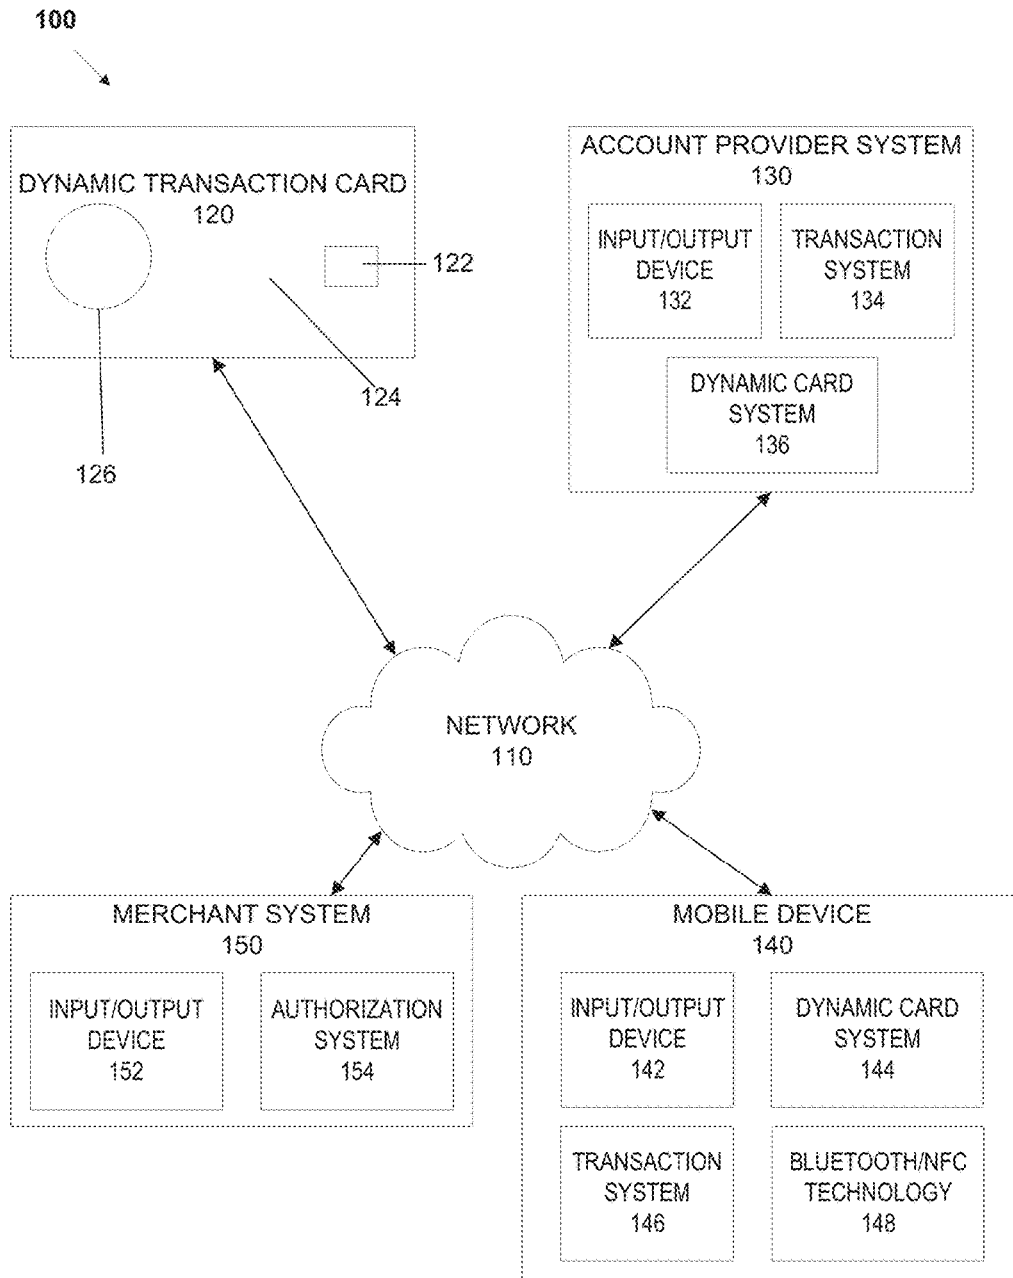 100
DYNAMIC TRANSACTION CARD
120
122
124
126
ACCOUNT PROVIDER SYSTEM
130
INPUT/OUTPUT
DEVICE
132
TRANSACTION
SYSTEM
134
DYNAMIC CARD
SYSTEM
136
NETWORK
110
MERCHANT SYSTEM
150
INPUT/OUTPUT
DEVICE
152
AUTHORIZATION
SYSTEM
154
MOBILE DEVICE
140
INPUT/OUTPUT
DEVICE
142
DYNAMIC CARD
SYSTEM
144
TRANSACTION
SYSTEM
146
BLUETOOTH/NFC
TECHNOLOGY
148